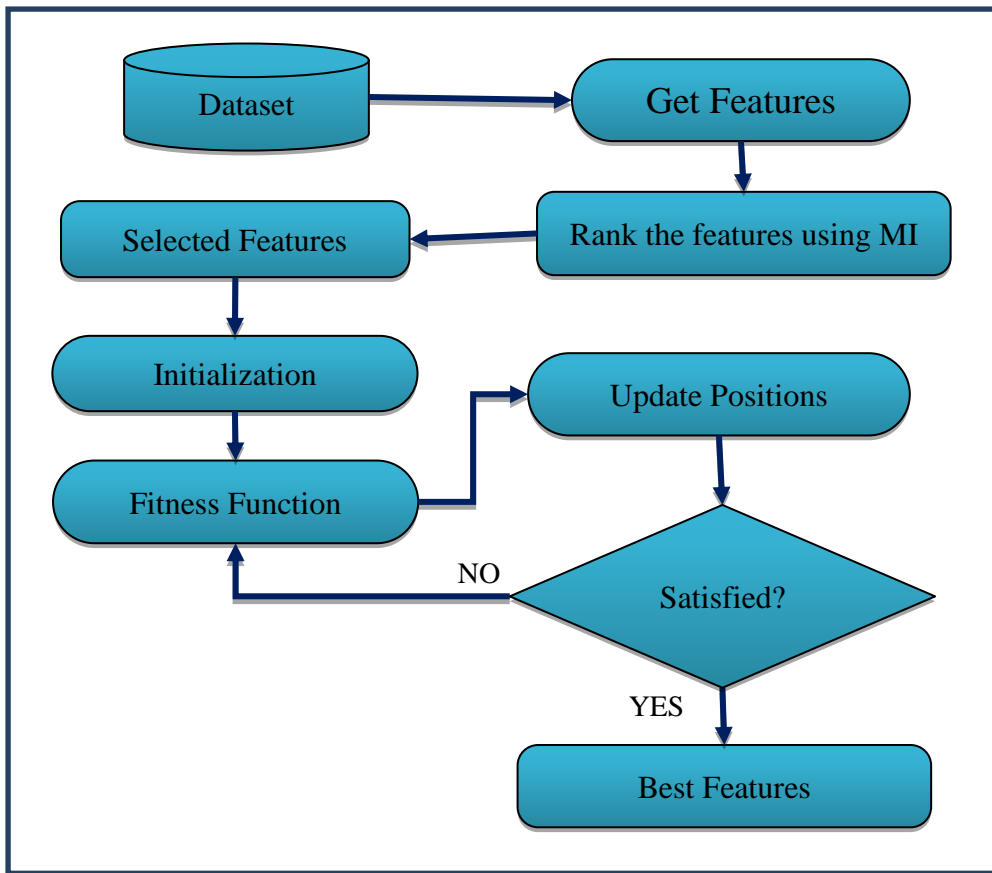 Dataset
Get Features
Rank the features using MI
Selected Features
Initialization
Update Positions
Fitness Function
NO
Satisfied?
YES
Best Features